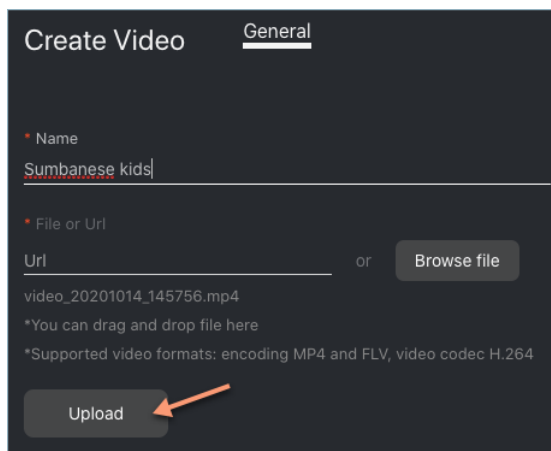 Create Video General
* Name
Sumbanese kids
* File or Url
Url or Browse file
video_20201014_145756.mp4
*You can drag and drop file here
*Supported video formats: encoding MP4 and FLV, video codec H.264
Upload